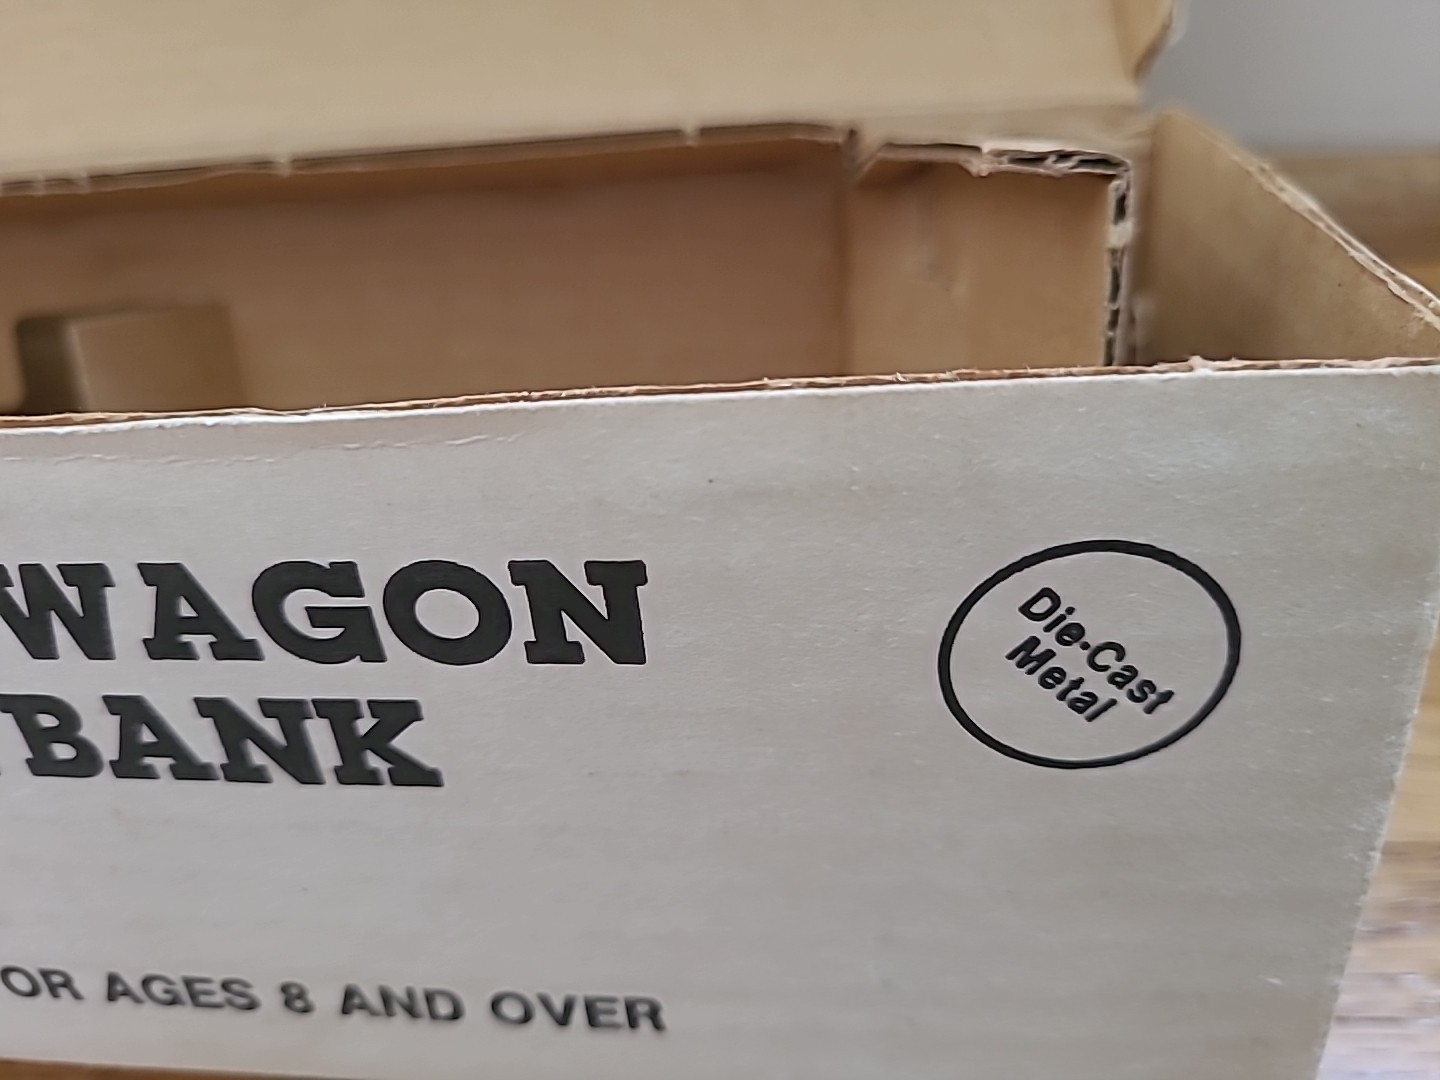 WAGON
BANK
OR AGES 8 AND OVER
Die-Cast
Metal